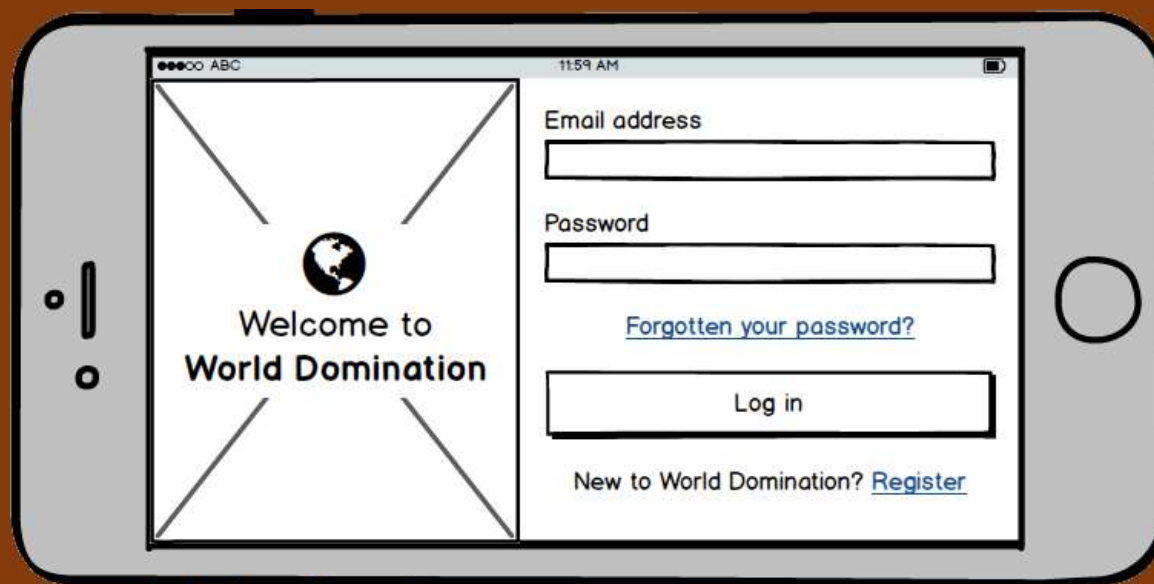 ABC 11:59 AM
Welcome to
World Domination
Email address
Password
Forgotten your password?
Log in
New to World Domination? Register